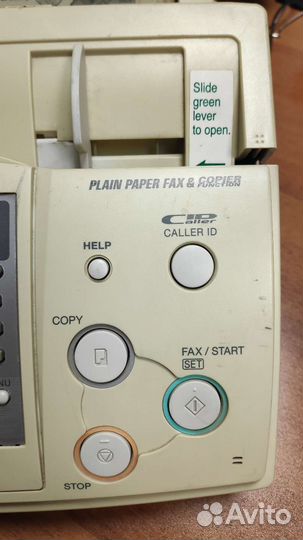 Slide
green
lever
to open.
PLAIN PAPER FAX & COPIER
FUNCTION
CID
Caller
HELP
CALLER ID
COPY
FAX / START
SET
NU
STOP
Avito